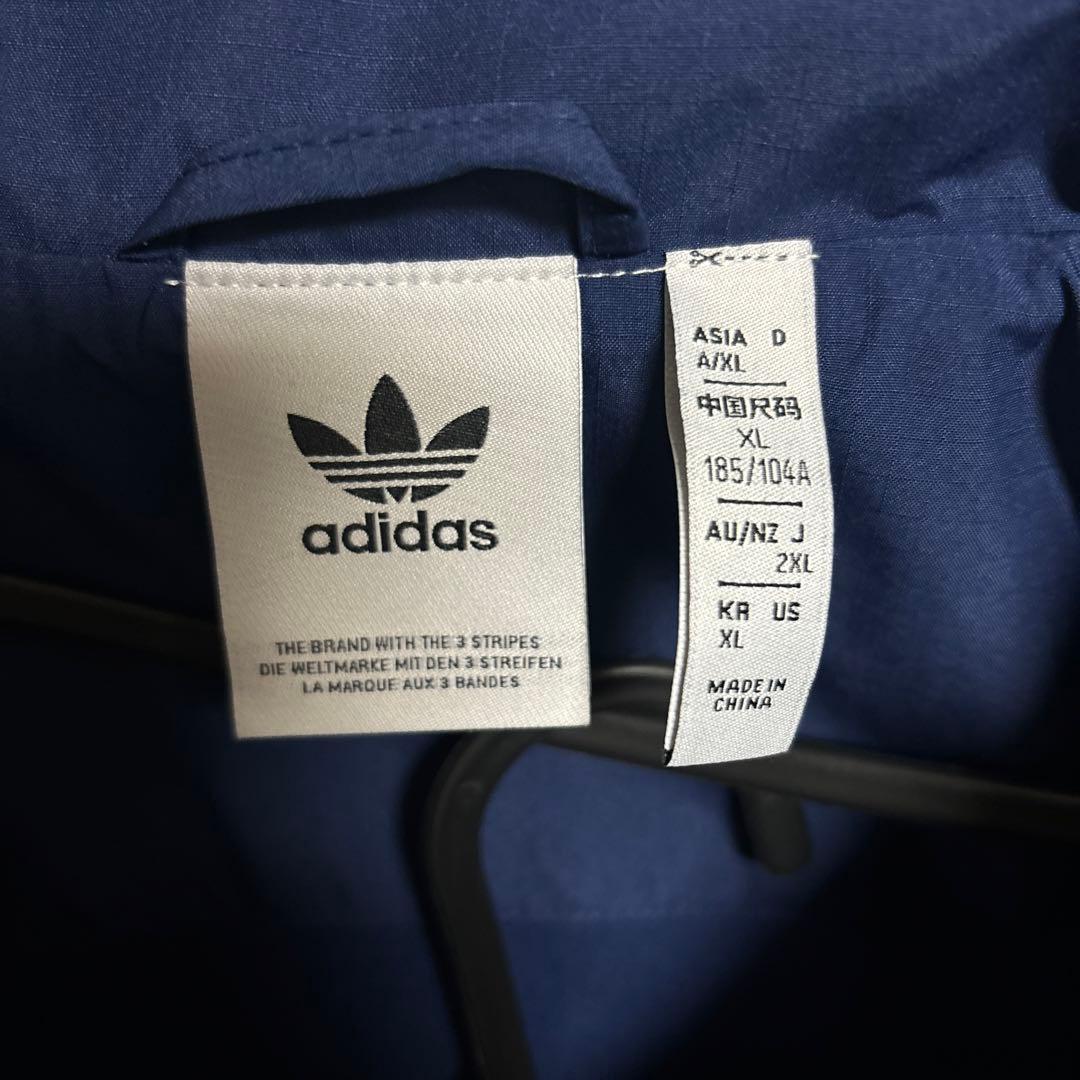 adidas
THE BRAND WITH THE 3 STRIPES
DIE WELTMARKE MIT DEN 3 STREIFEN
LA MARQUE AUX 3 BANDES
ASIA D
A/XL
中国尺码
XL
185/104A
AU/NZ J
2XL
KR US
XL
MADE IN
CHINA